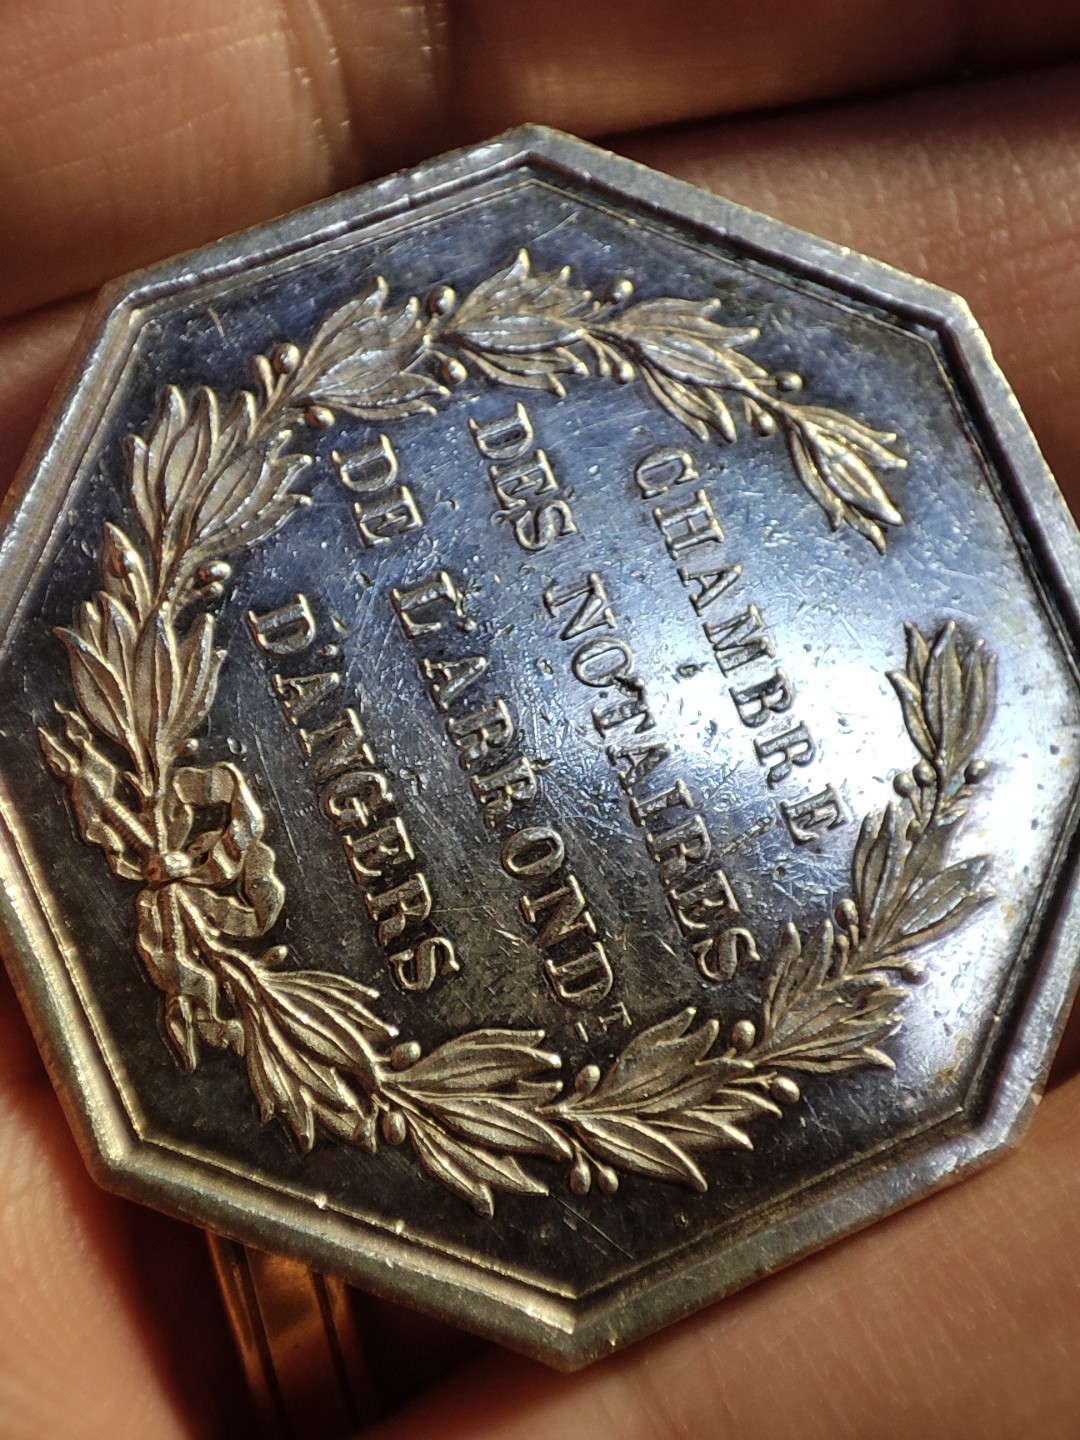 CHAMBRE
DES NOTAIRES
DE L'ARROND.T
D'ANGERS